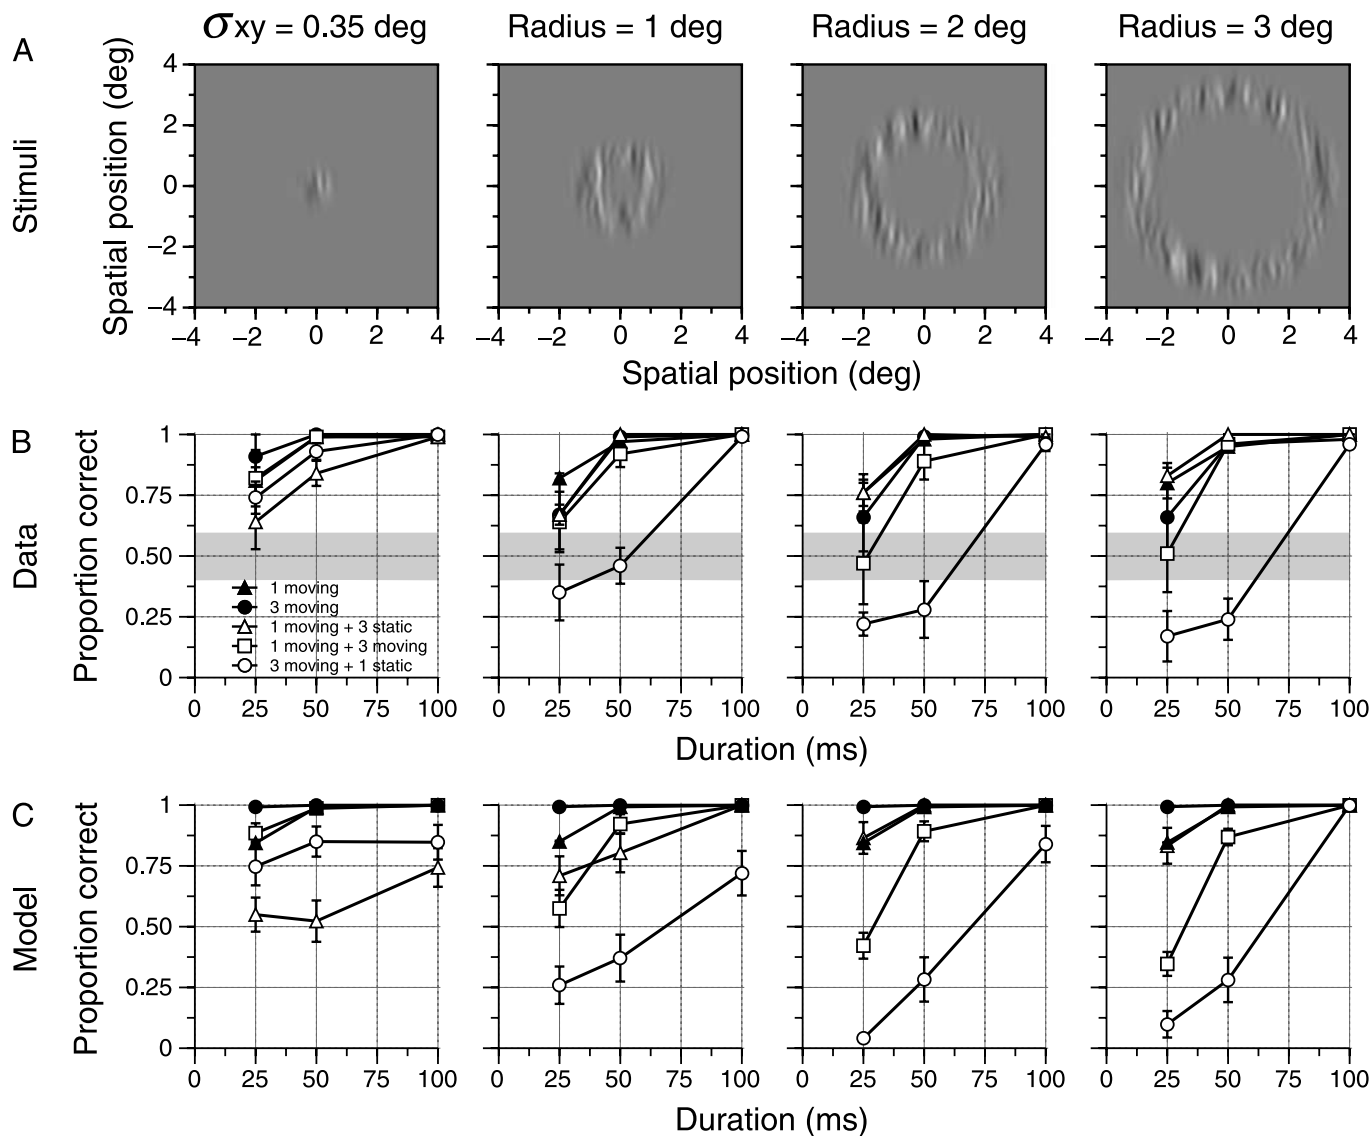 σxy = 0.35 deg Radius = 1 deg Radius = 2 deg Radius = 3 deg
A
Stimuli
Spatial position (deg)
4
2
0
−2
−4
−4 −2 0 2 4 −4 −2 0 2 4 −4 −2 0 2 4 −4 −2 0 2 4
Spatial position (deg)
B
Data
Proportion correct
1
0.75
0.50
0.25
0
1 moving
3 moving
1 moving + 3 static
1 moving + 3 moving
3 moving + 1 static
0 25 50 75 100 0 25 50 75 100 0 25 50 75 100 0 25 50 75 100
Duration (ms)
C
Model
Proportion correct
1
0.75
0.50
0.25
0
0 25 50 75 100 0 25 50 75 100 0 25 50 75 100 0 25 50 75 100
Duration (ms)